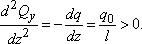 d²Q_y/dz² = −dq/dz = q₀/l > 0.